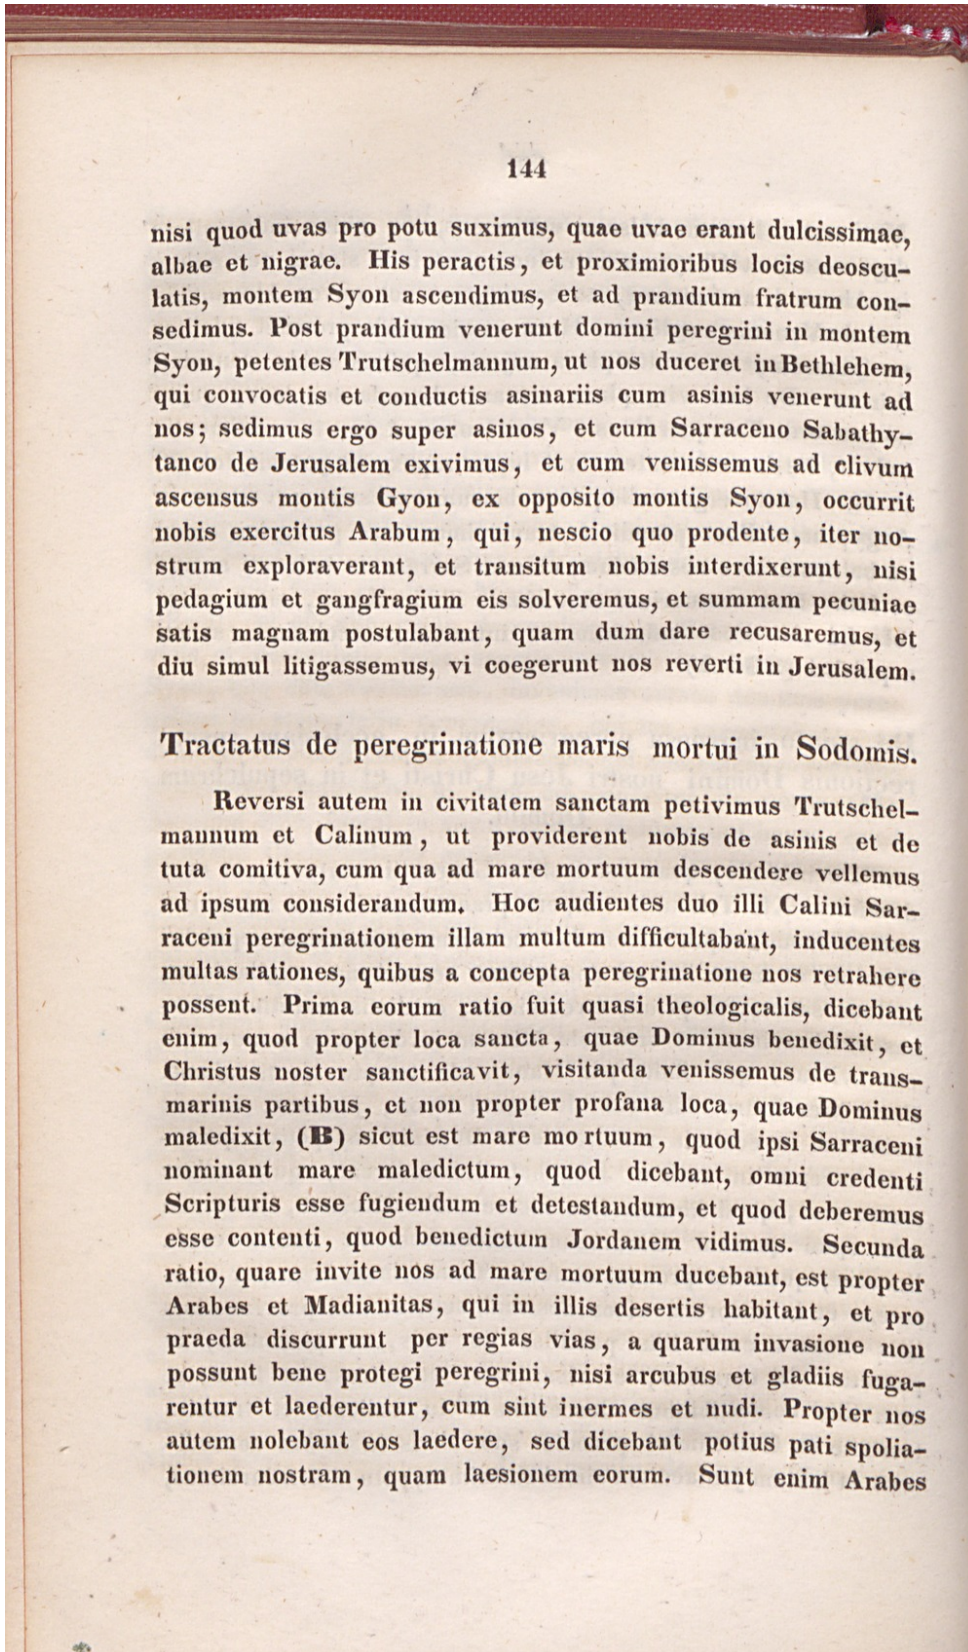 144
nisi quod uvas pro potu suximus, quae uvae erant dulcissimae,
albae et nigrae. His peractis, et proximioribus locis deoscu-
latis, montem Syon ascendimus, et ad prandium fratrum con-
sedimus. Post prandium venerunt domini peregrini in montem
Syon, petentes Trutschelmannum, ut nos duceret in Bethlehem,
qui convocatis et conductis asinariis cum asinis venerunt ad
nos; sedimus ergo super asinos, et cum Sarraceno Sabathy-
tanco de Jerusalem exivimus, et cum venissemus ad clivum
ascensus montis Gyon, ex opposito montis Syon, occurrit
nobis exercitus Arabum, qui, nescio quo prodente, iter no-
strum exploraverant, et transitum nobis interdixerunt, nisi
pedagium et gangfragium eis solveremus, et summam pecuniae
satis magnam postulabant, quam dum dare recusaremus, et
diu simul litigassemus, vi coegerunt nos reverti in Jerusalem.
Tractatus de peregrinatione maris mortui in Sodomis.
Reversi autem in civitatem sanctam petivimus Trutschel-
mannum et Calinum, ut providerent nobis de asinis et de
tuta comitiva, cum qua ad mare mortuum descendere vellemus
ad ipsum considerandum. Hoc audientes duo illi Calini Sar-
raceni peregrinationem illam multum difficultabant, inducentes
multas rationes, quibus a concepta peregrinatione nos retrahere
possent. Prima eorum ratio fuit quasi theologicalis, dicebant
enim, quod propter loca sancta, quae Dominus benedixit, et
Christus noster sanctificavit, visitanda venissemus de trans-
marinis partibus, et non propter profana loca, quae Dominus
maledixit, (B) sicut est mare mortuum, quod ipsi Sarraceni
nominant mare maledictum, quod dicebant, omni credenti
Scripturis esse fugiendum et detestandum, et quod deberemus
esse contenti, quod benedictum Jordanem vidimus. Secunda
ratio, quare invite nos ad mare mortuum ducebant, est propter
Arabes et Madianitas, qui in illis desertis habitant, et pro
praeda discurrunt per regias vias, a quarum invasione non
possunt bene protegi peregrini, nisi arcubus et gladiis fuga-
rentur et laederentur, cum sint inermes et nudi. Propter nos
autem nolebant eos laedere, sed dicebant potius pati spolia-
tionem nostram, quam laesionem eorum. Sunt enim Arabes